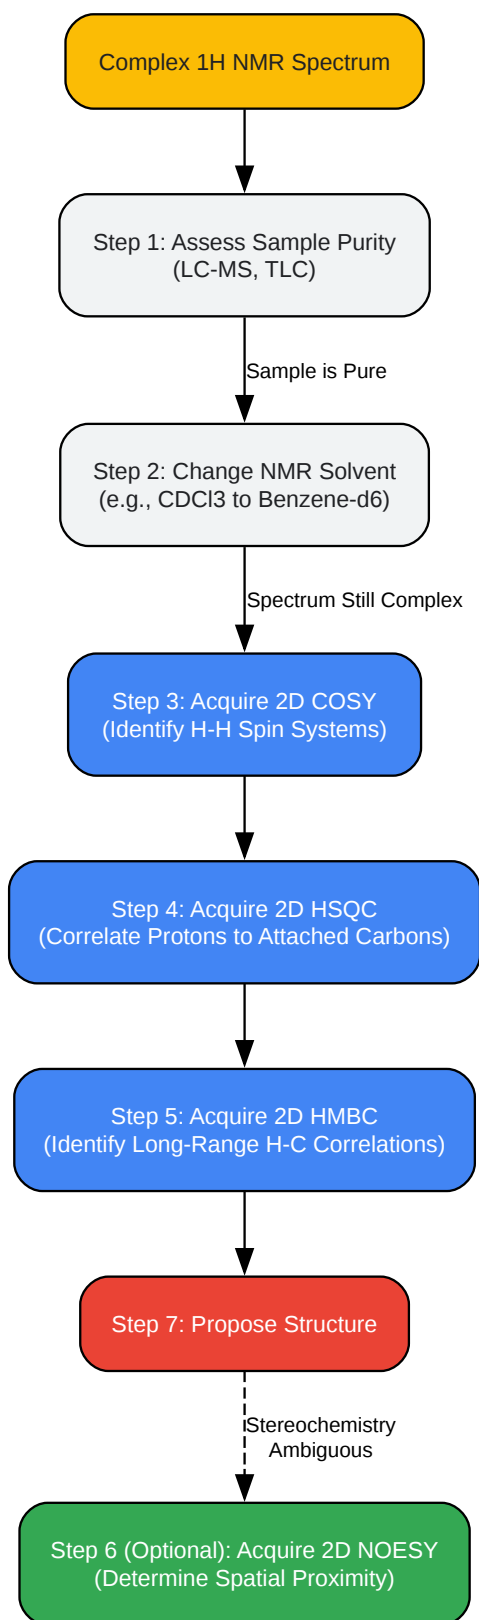 Complex 1H NMR Spectrum
Step 1: Assess Sample Purity
(LC-MS, TLC)
Sample is Pure
Step 2: Change NMR Solvent
(e.g., CDCl3 to Benzene-d6)
Spectrum Still Complex
Step 3: Acquire 2D COSY
(Identify H-H Spin Systems)
Step 4: Acquire 2D HSQC
(Correlate Protons to Attached Carbons)
Step 5: Acquire 2D HMBC
(Identify Long-Range H-C Correlations)
Step 7: Propose Structure
Stereochemistry
Ambiguous
Step 6 (Optional): Acquire 2D NOESY
(Determine Spatial Proximity)